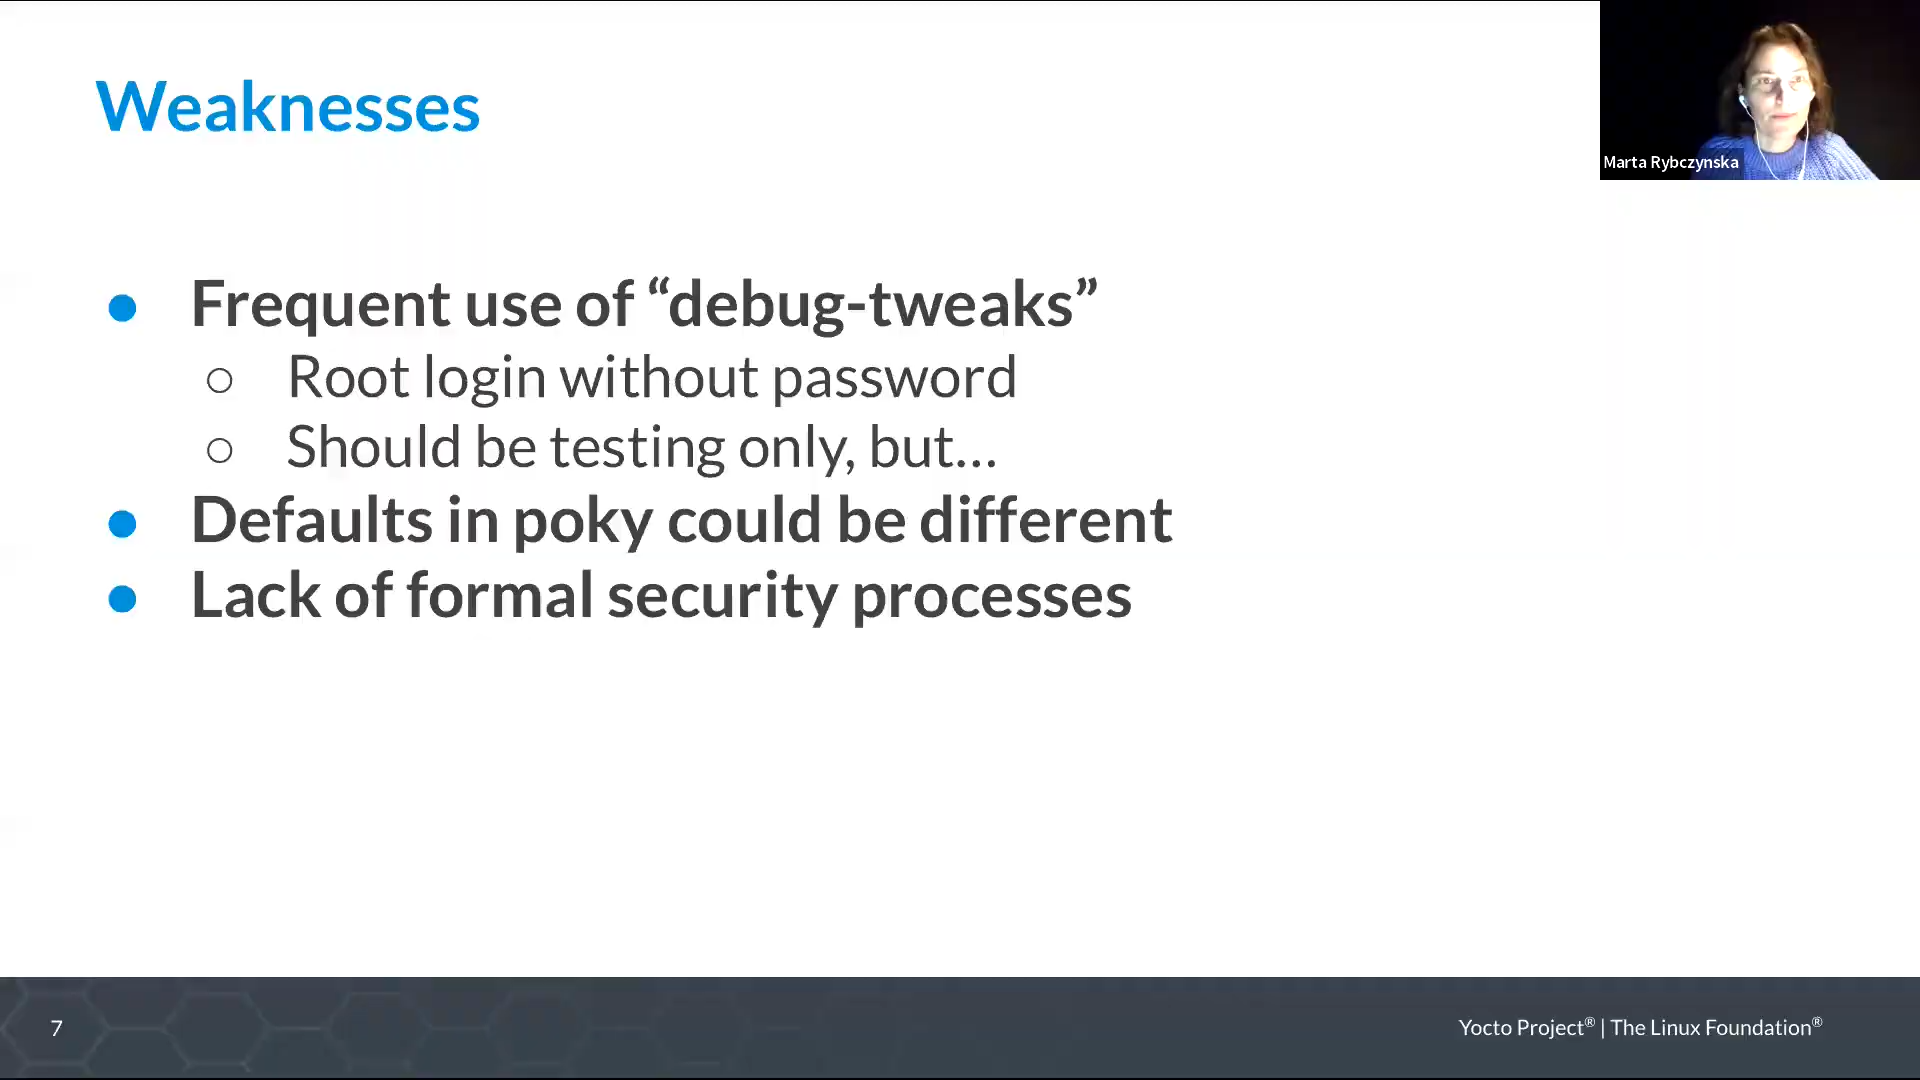 Weaknesses
Marta Rybczynska
● Frequent use of “debug-tweaks”
○ Root login without password
○ Should be testing only, but…
● Defaults in poky could be different
● Lack of formal security processes
7
Yocto Project® | The Linux Foundation®